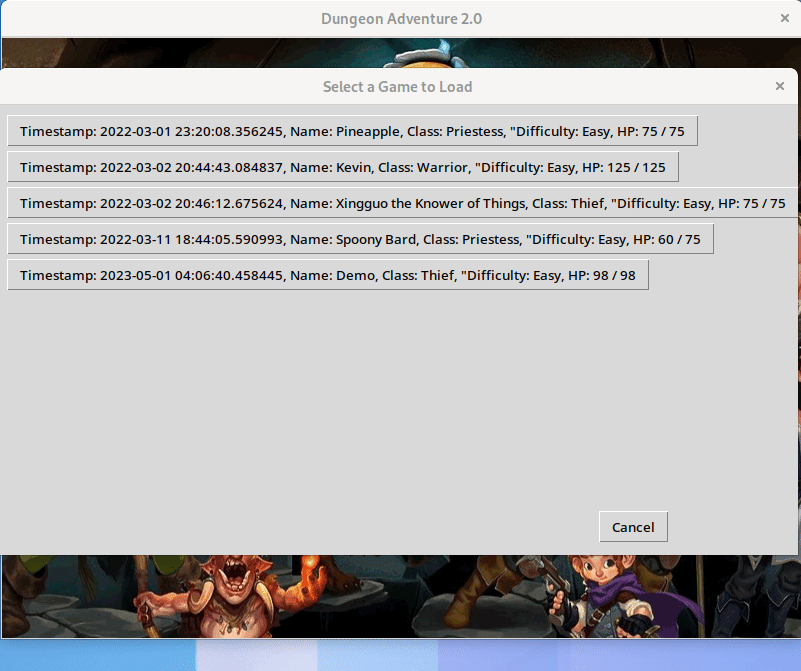 Dungeon Adventure 2.0
Select a Game to Load
Timestamp: 2022-03-01 23:20:08.356245, Name: Pineapple, Class: Priestess, "Difficulty: Easy, HP: 75 / 75
Timestamp: 2022-03-02 20:44:43.084837, Name: Kevin, Class: Warrior, "Difficulty: Easy, HP: 125 / 125
Timestamp: 2022-03-02 20:46:12.675624, Name: Xingguo the Knower of Things, Class: Thief, "Difficulty: Easy, HP: 75 / 75
Timestamp: 2022-03-11 18:44:05.590993, Name: Spoony Bard, Class: Priestess, "Difficulty: Easy, HP: 60 / 75
Timestamp: 2023-05-01 04:06:40.458445, Name: Demo, Class: Thief, "Difficulty: Easy, HP: 98 / 98
Cancel